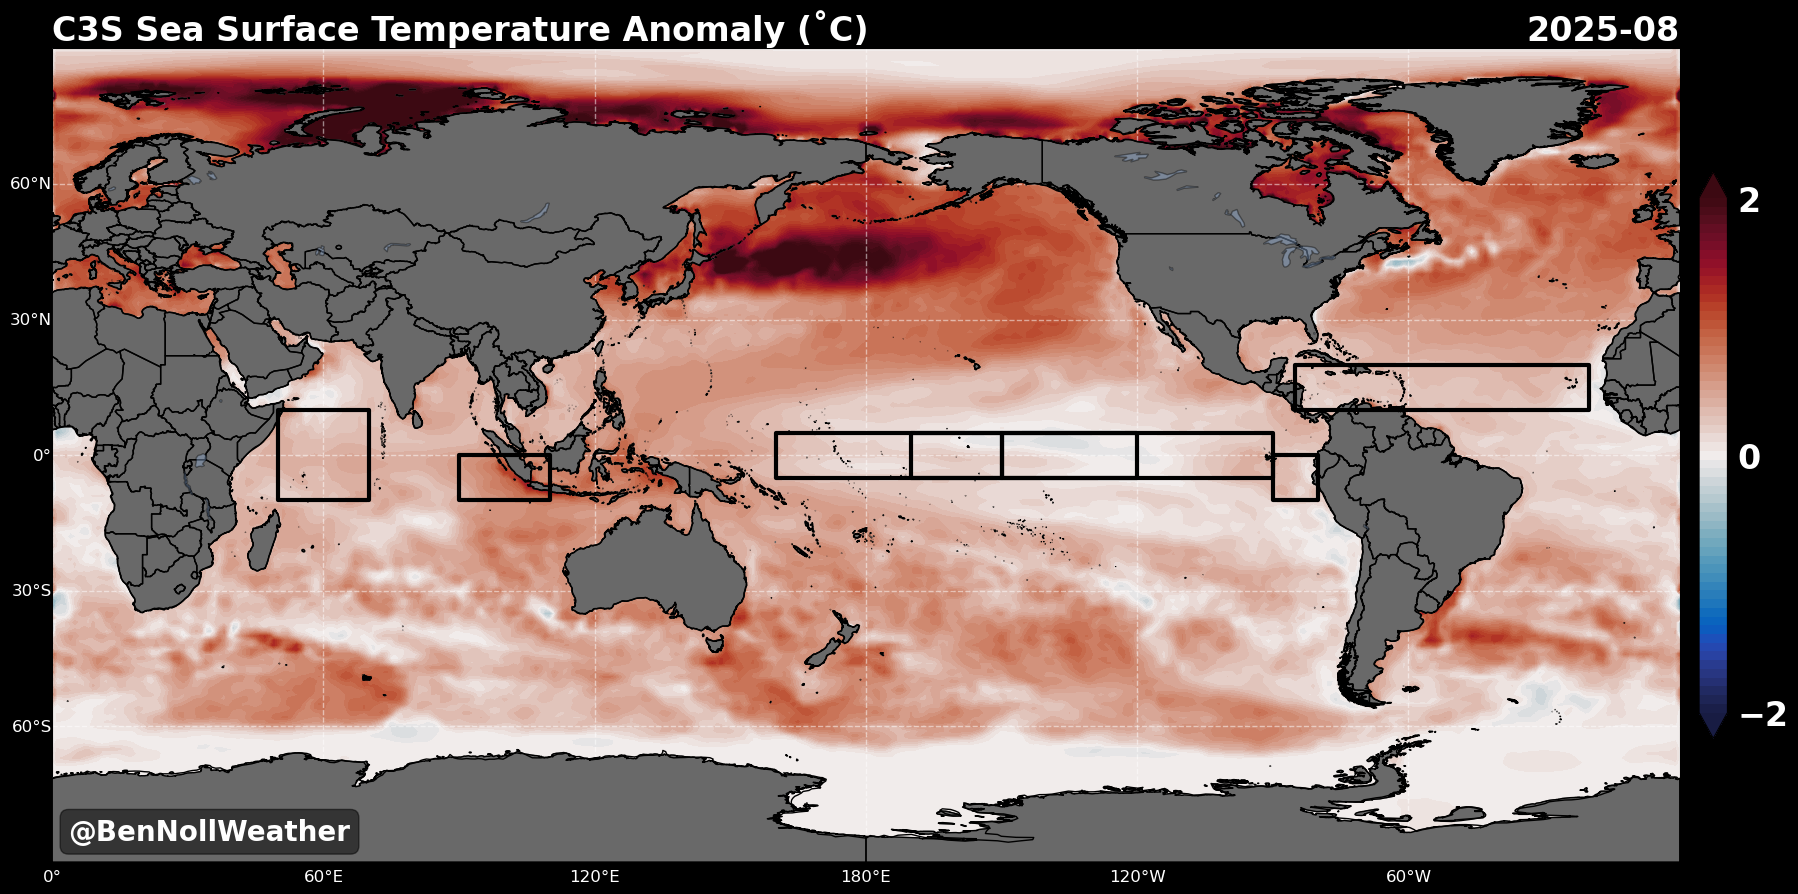 C3S Sea Surface Temperature Anomaly (˚C)
2025-08
60°N
30°N
0°
30°S
60°S
0°
60°E
120°E
180°E
120°W
60°W
2
0
−2
@BenNollWeather